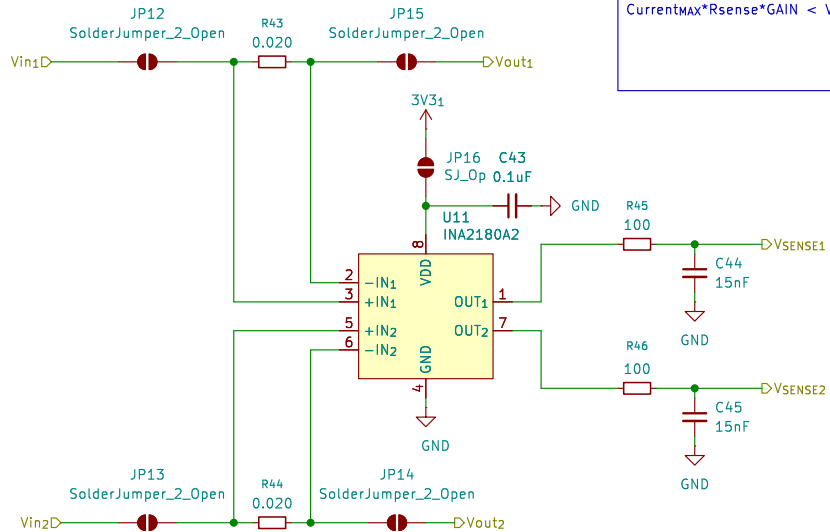 CurrentMAX*Rsense*GAIN < V
JP12
SolderJumper_2_Open
R43
0.020
JP15
SolderJumper_2_Open
Vin1
Vout1
3V31
JP16
SJ_Op
C43
0.1uF
GND
U11
INA2180A2
8
VDD
2
-IN1
3
+IN1
OUT1
1
5
+IN2
OUT2
7
6
-IN2
GND
4
GND
R45
100
VSENSE1
C44
15nF
GND
R46
100
VSENSE2
C45
15nF
GND
JP13
SolderJumper_2_Open
R44
0.020
JP14
SolderJumper_2_Open
Vin2
Vout2